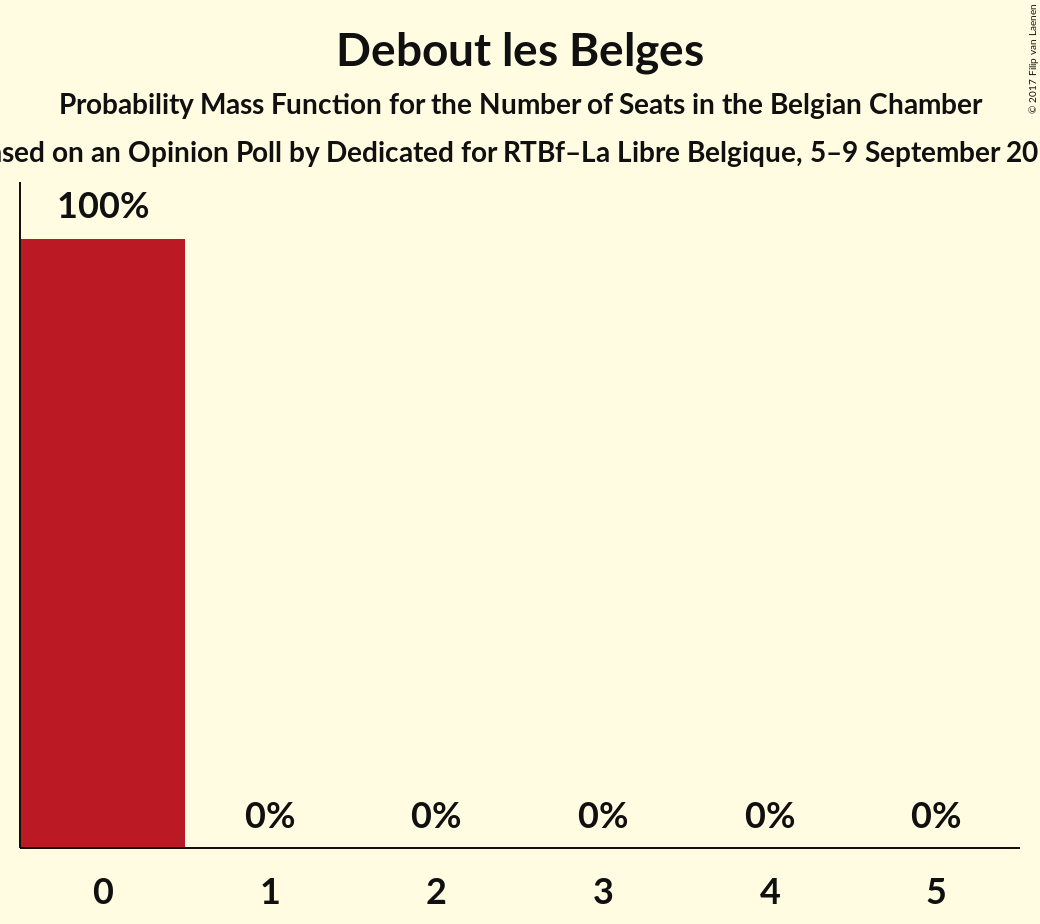 Debout les Belges
Probability Mass Function for the Number of Seats in the Belgian Chamber
on an Opinion Poll by Dedicated for RTBf–La Libre Belgique, 5–9 September
© 2017 Filip van Laenen
100%
0% 0% 0% 0% 0%
0 1 2 3 4 5